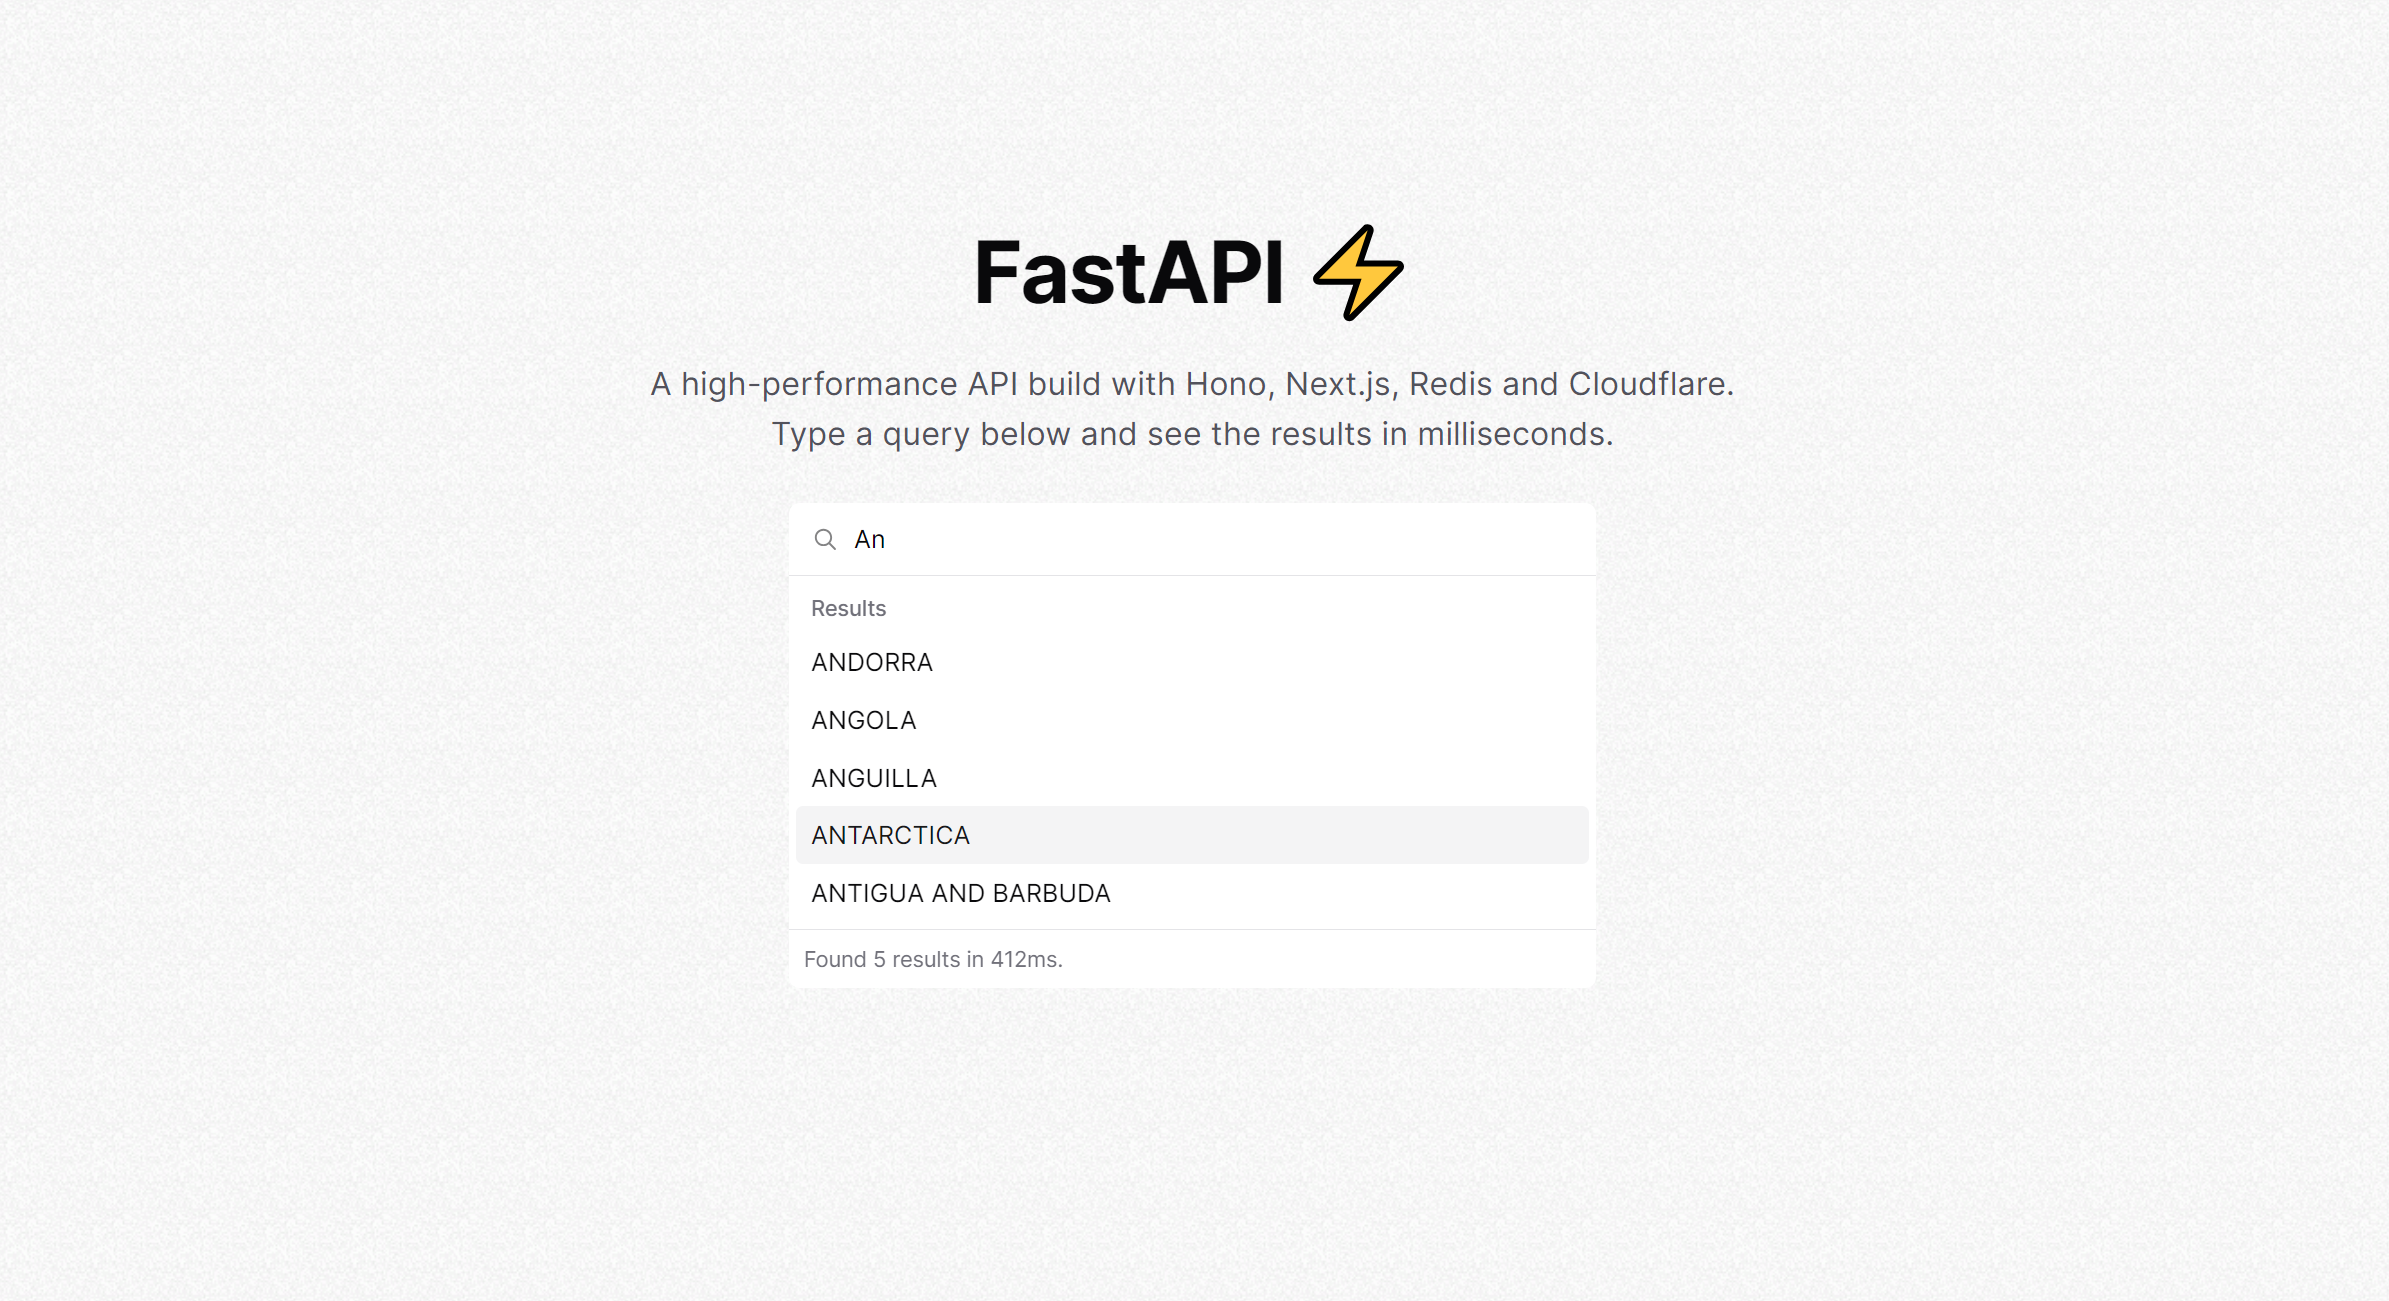 FastAPI ⚡
A high-performance API build with Hono, Next.js, Redis and Cloudflare.
Type a query below and see the results in milliseconds.
An
Results
ANDORRA
ANGOLA
ANGUILLA
ANTARCTICA
ANTIGUA AND BARBUDA
Found 5 results in 412ms.